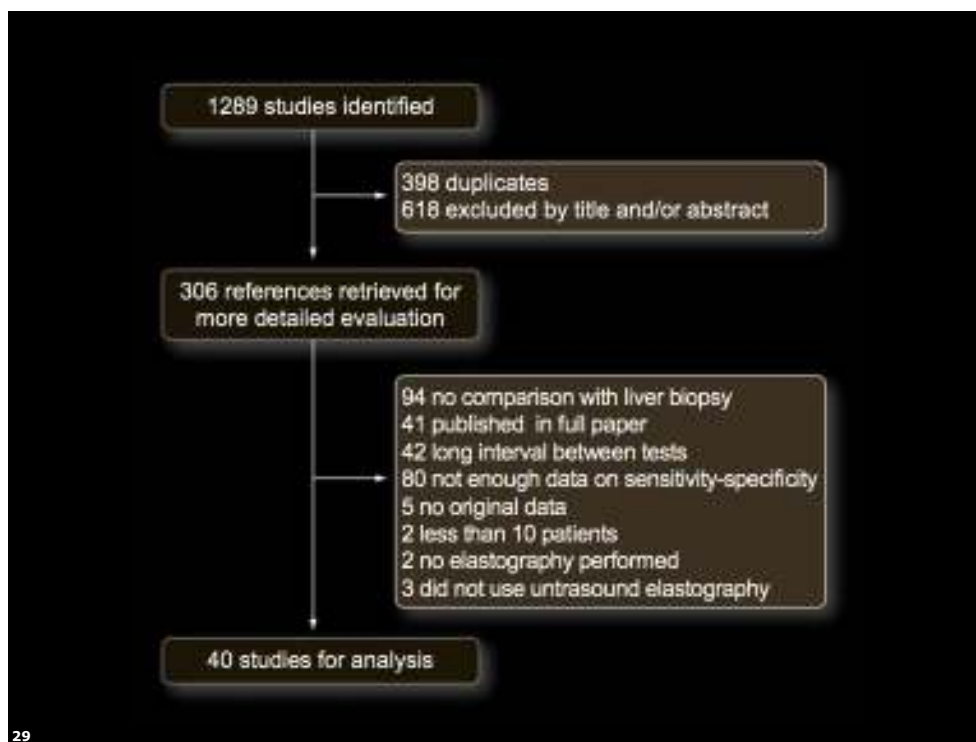 1289 studies identified
398 duplicates
618 excluded by title and/or abstract
306 references retrieved for
more detailed evaluation
94 no comparison with liver biopsy
41 published in full paper
42 long interval between tests
80 not enough data on sensitivity-specificity
5 no original data
2 less than 10 patients
2 no elastography performed
3 did not use untrasound elastography
40 studies for analysis
29